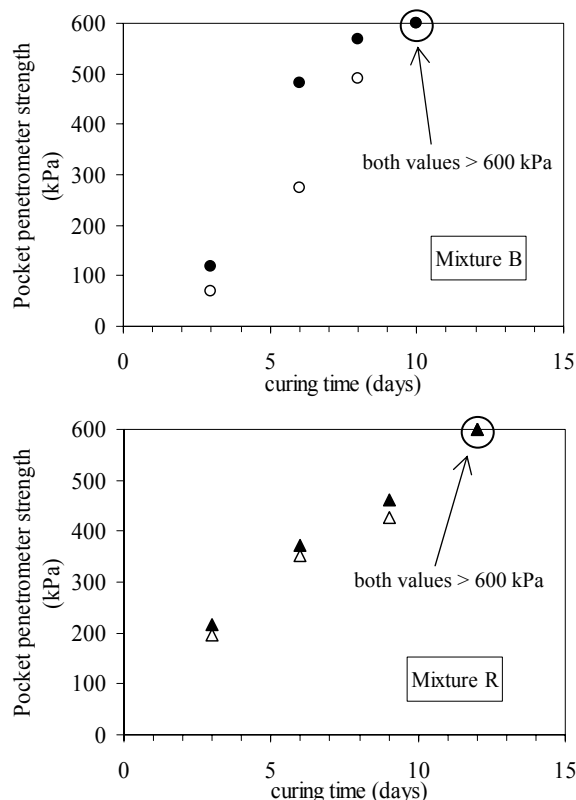 Pocket penetrometer strength
(kPa)
600
500
400
300
200
100
0
both values > 600 kPa
Mixture B
0
5
10
15
curing time (days)
Pocket penetrometer strength
(kPa)
600
500
400
300
200
100
0
both values > 600 kPa
Mixture R
0
5
10
15
curing time (days)